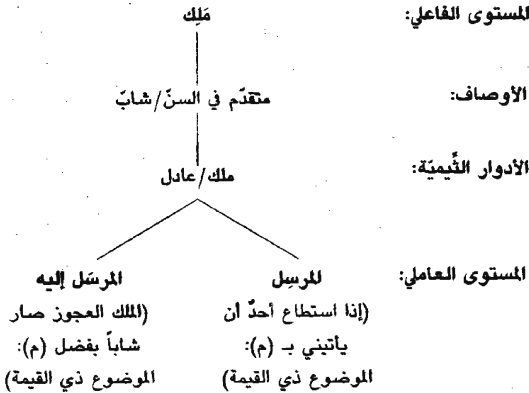 المستوى الفاعلي: مَلِك
الأوصاف: متقدّم في السنّ/شابّ
الأدوار الثِّيميّة: ملك/عادل
المستوى العاملي: المرسِل المرسَل إليه
(إذا استطاع أحدٌ أن (الملك العجوز صار
يأتيني بـ (م): شاباً بفضل (م):
الموضوع ذي القيمة) الموضوع ذي القيمة)